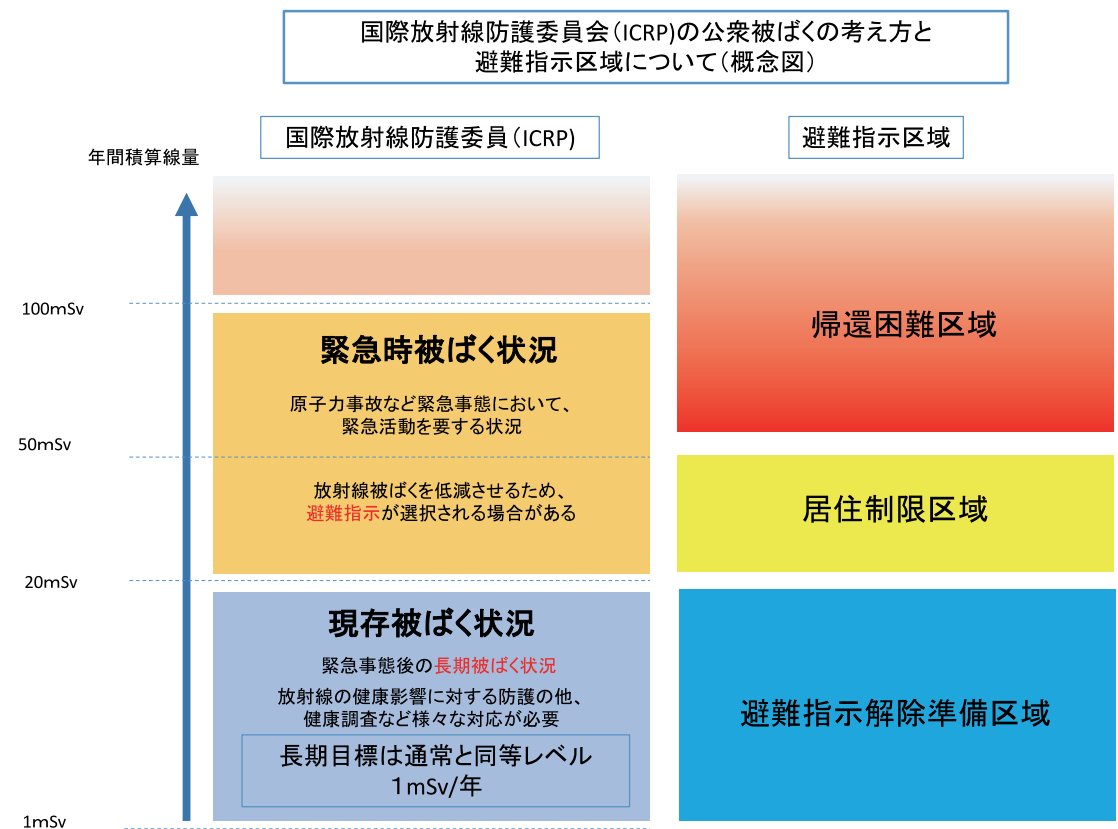 国際放射線防護委員会(ICRP)の公衆被ばくの考え方と
避難指示区域について(概念図)
国際放射線防護委員(ICRP)
避難指示区域
年間積算線量
100mSv
50mSv
20mSv
1mSv
緊急時被ばく状況
原子力事故など緊急事態において、
緊急活動を要する状況
放射線被ばくを低減させるため、
避難指示が選択される場合がある
現存被ばく状況
緊急事態後の長期被ばく状況
放射線の健康影響に対する防護の他、
健康調査など様々な対応が必要
長期目標は通常と同等レベル
1mSv/年
帰還困難区域
居住制限区域
避難指示解除準備区域